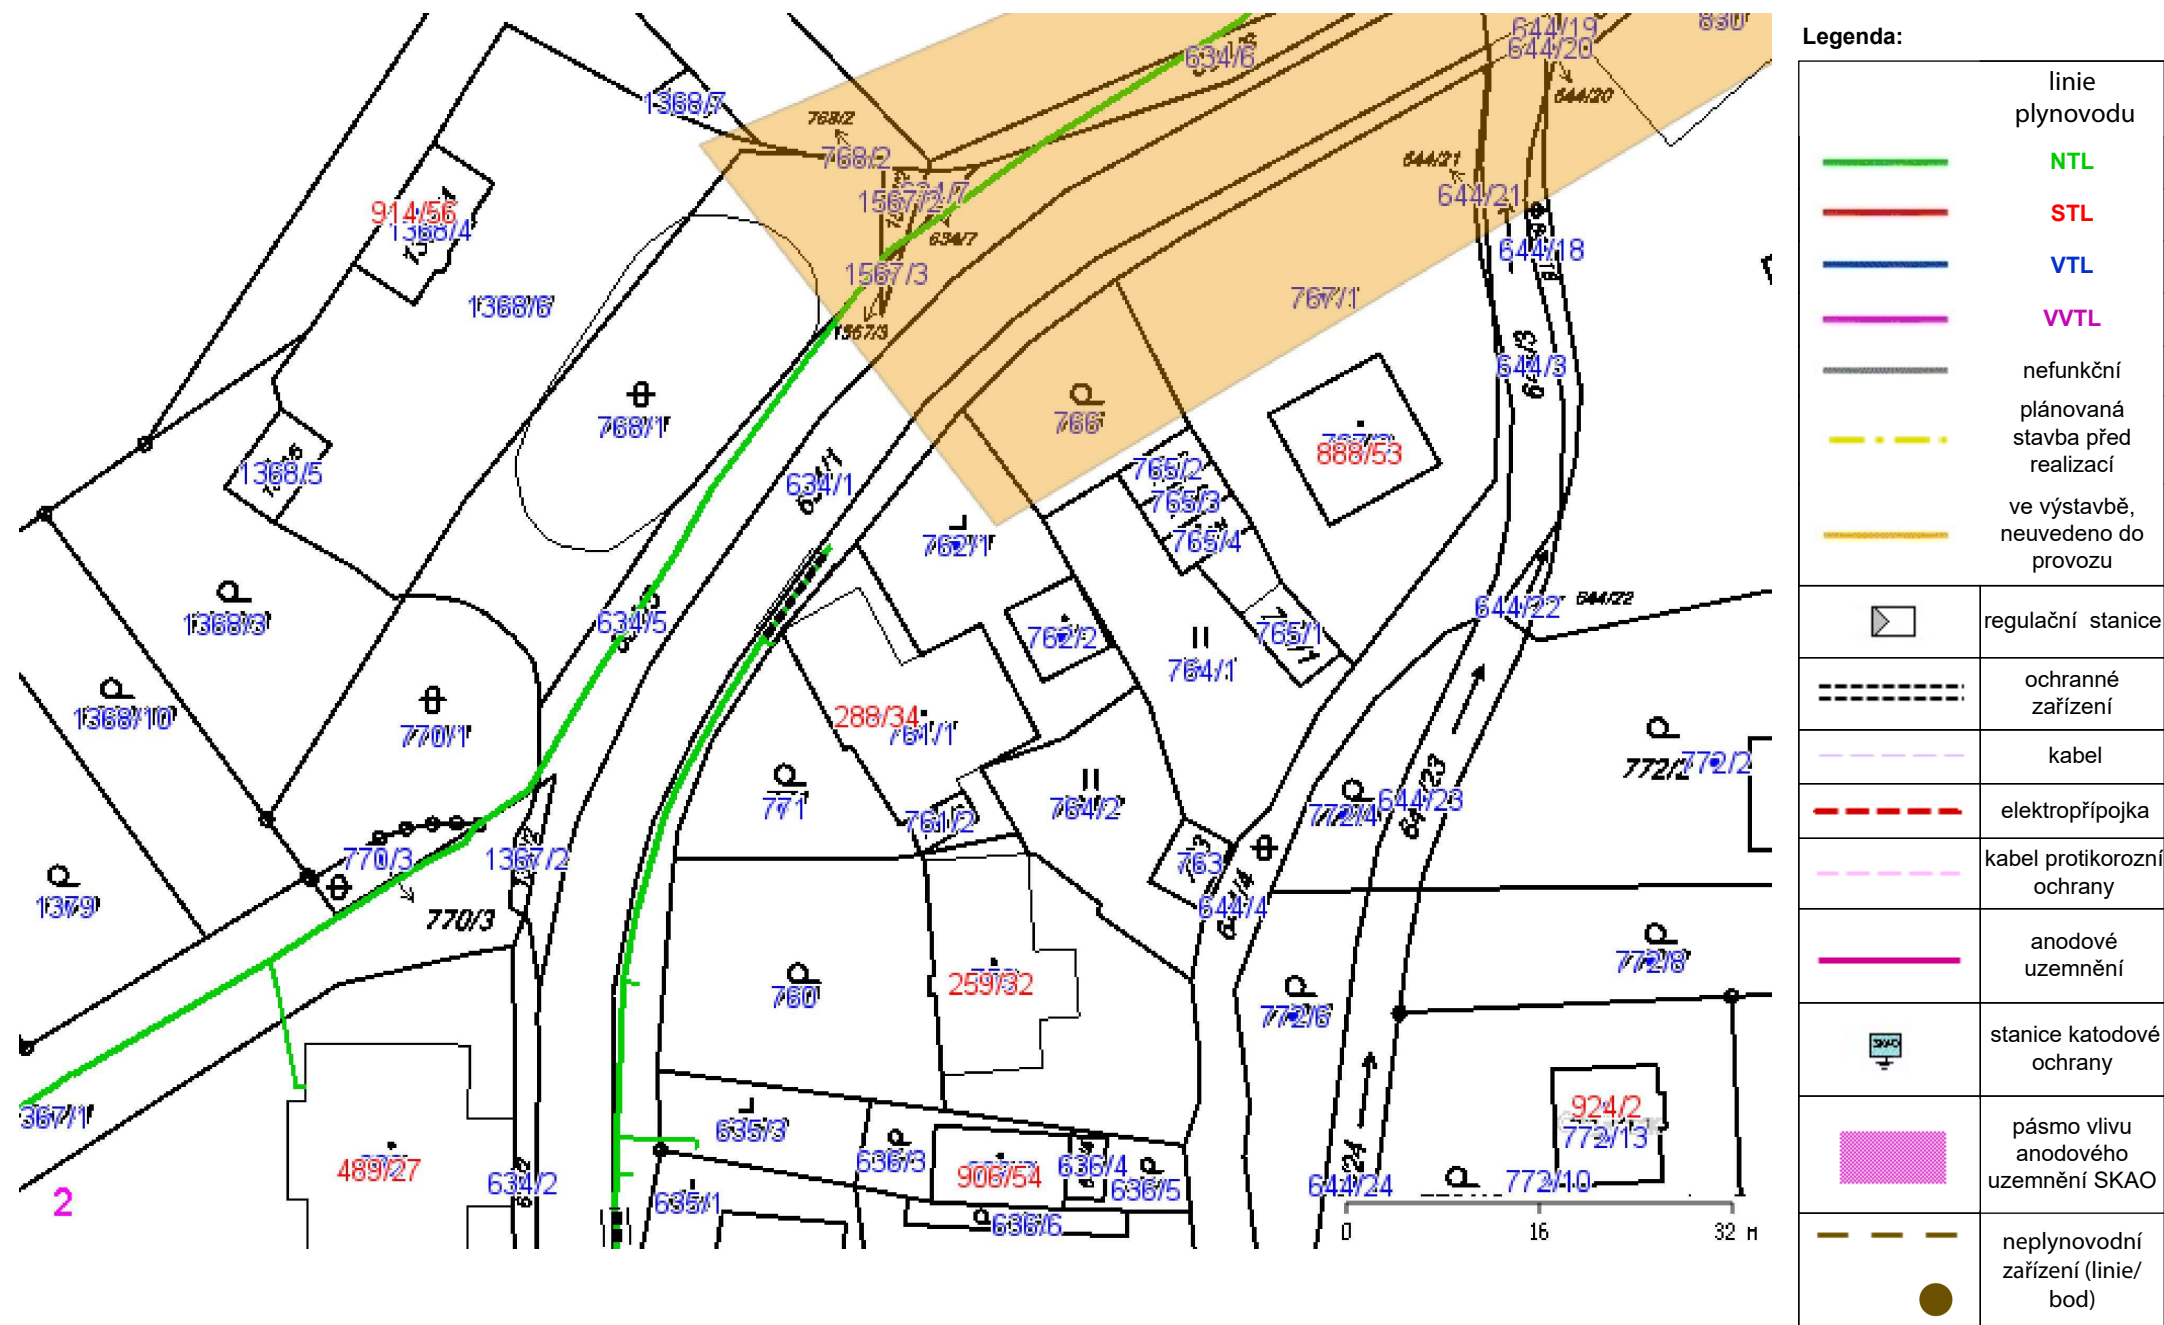 644/19
644/20
830
634/6
1368/7
768/2
768/2
644/20
644/21
644/21
1567/2
634/7
634/7
914/56
1368/4
644/18
1567/3
1567/3
1368/6
767/1
644/3
768/1
766
888/53
765/2
765/3
765/4
1368/5
634/1
762/1
644/22
644/22
634/5
1368/3
762/2
765/1
764/1
1368/10
770/1
288/34
761/1
772/2
772/2
771
764/2
772/4
644/23
644/23
761/2
770/3
1367/2
763
1379
770/3
644/4
644/4
772/8
760
259/32
772/6
367/1
635/3
636/3
906/54
636/4
636/5
924/2
772/13
489/27
634/2
635/1
636/6
644/24
772/10
2
0 16 32 M
Legenda:
linie
plynovodu
NTL
STL
VTL
VVTL
nefunkční
plánovaná
stavba před
realizací
ve výstavbě,
neuvedeno do
provozu
regulační stanice
ochranné
zařízení
kabel
elektropřípojka
kabel protikorozní
ochrany
anodové
uzemnění
SKAO
stanice katodové
ochrany
pásmo vlivu
anodového
uzemnění SKAO
neplynovodní
zařízení (linie/
bod)